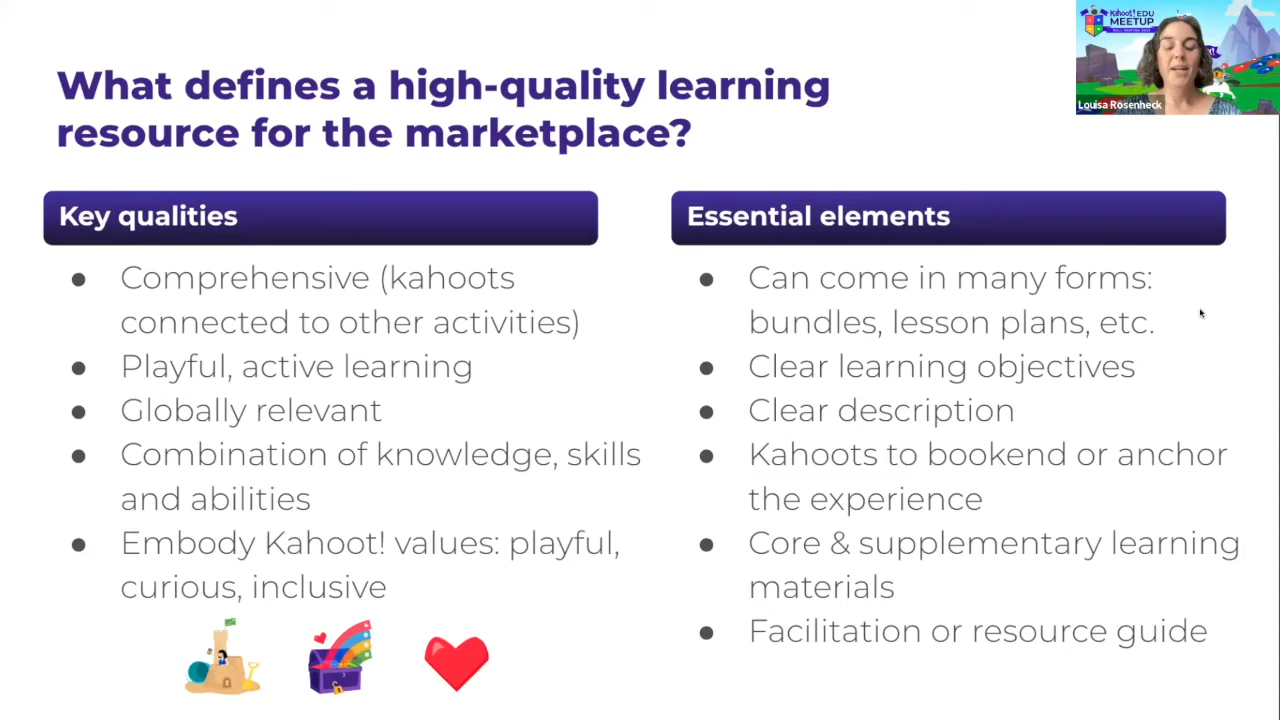 What defines a high-quality learning
resource for the marketplace?
Kahoot! EDU
MEETUP
Louisa Rosenheck
Key qualities
● Comprehensive (kahoots
connected to other activities)
● Playful, active learning
● Globally relevant
● Combination of knowledge, skills
and abilities
● Embody Kahoot! values: playful,
curious, inclusive
Essential elements
● Can come in many forms:
bundles, lesson plans, etc.
● Clear learning objectives
● Clear description
● Kahoots to bookend or anchor
the experience
● Core & supplementary learning
materials
● Facilitation or resource guide